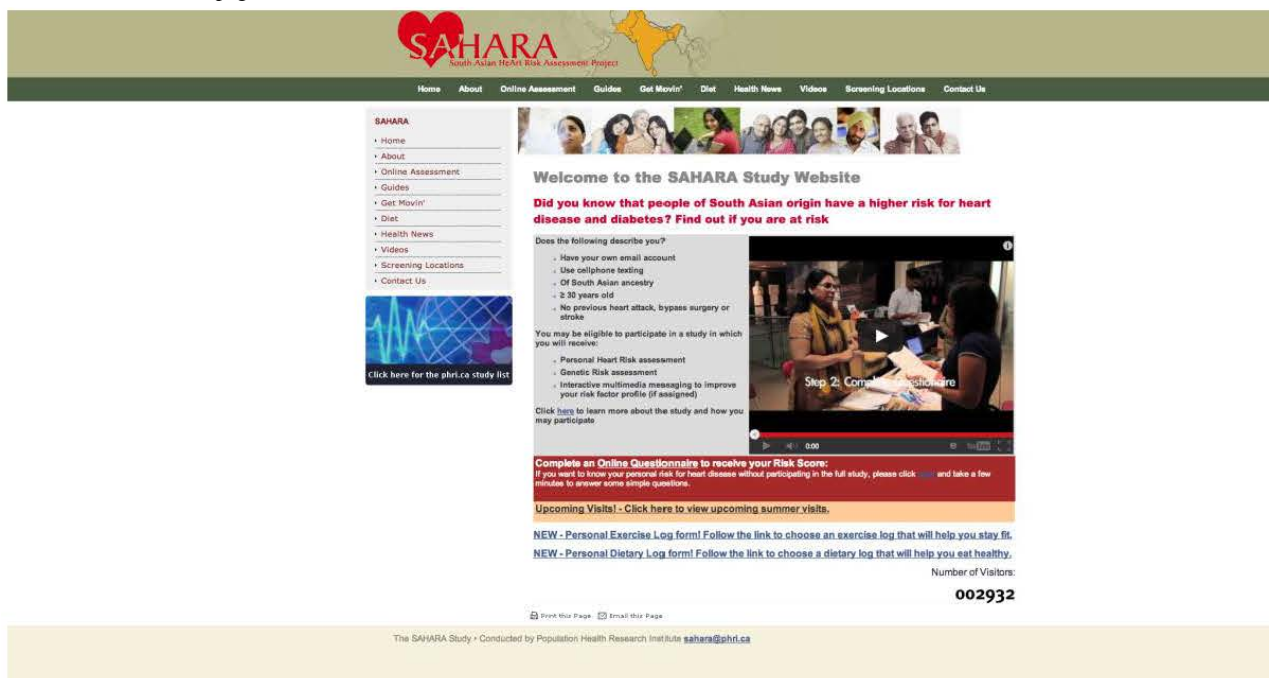 SAHARA
South Asian HeArt Risk Assessment Project
Home About Online Assessment Guides Get Movin' Diet Health News Videos Screening Locations Contact Us
SAHARA
Home
About
Online Assessment
Guides
Get Movin'
Diet
Health News
Videos
Screening Locations
Contact Us
Click here for the phri.ca study list
Welcome to the SAHARA Study Website
Did you know that people of South Asian origin have a higher risk for heart
disease and diabetes? Find out if you are at risk
Does the following describe you?
Have your own email account
Use cellphone texting
Of South Asian ancestry
≥ 30 years old
No previous heart attack, bypass surgery or
stroke
You may be eligible to participate in a study in which
you will receive:
Personal Heart Risk assessment
Genetic Risk assessment
Interactive multimedia messaging to improve
your risk factor profile (if assigned)
Click here to learn more about the study and how you
may participate
Step 2: Complete questionnaire
0:00
Complete an Online Questionnaire to receive your Risk Score:
If you want to know your personal risk for heart disease without participating in the full study, please click and take a few
minutes to answer some simple questions.
Upcoming Visits! - Click here to view upcoming summer visits.
NEW - Personal Exercise Log form! Follow the link to choose an exercise log that will help you stay fit.
NEW - Personal Dietary Log form! Follow the link to choose a dietary log that will help you eat healthy.
Number of Visitors:
002932
Print this Page Email this Page
The SAHARA Study • Conducted by Population Health Research Institute sahara@phri.ca